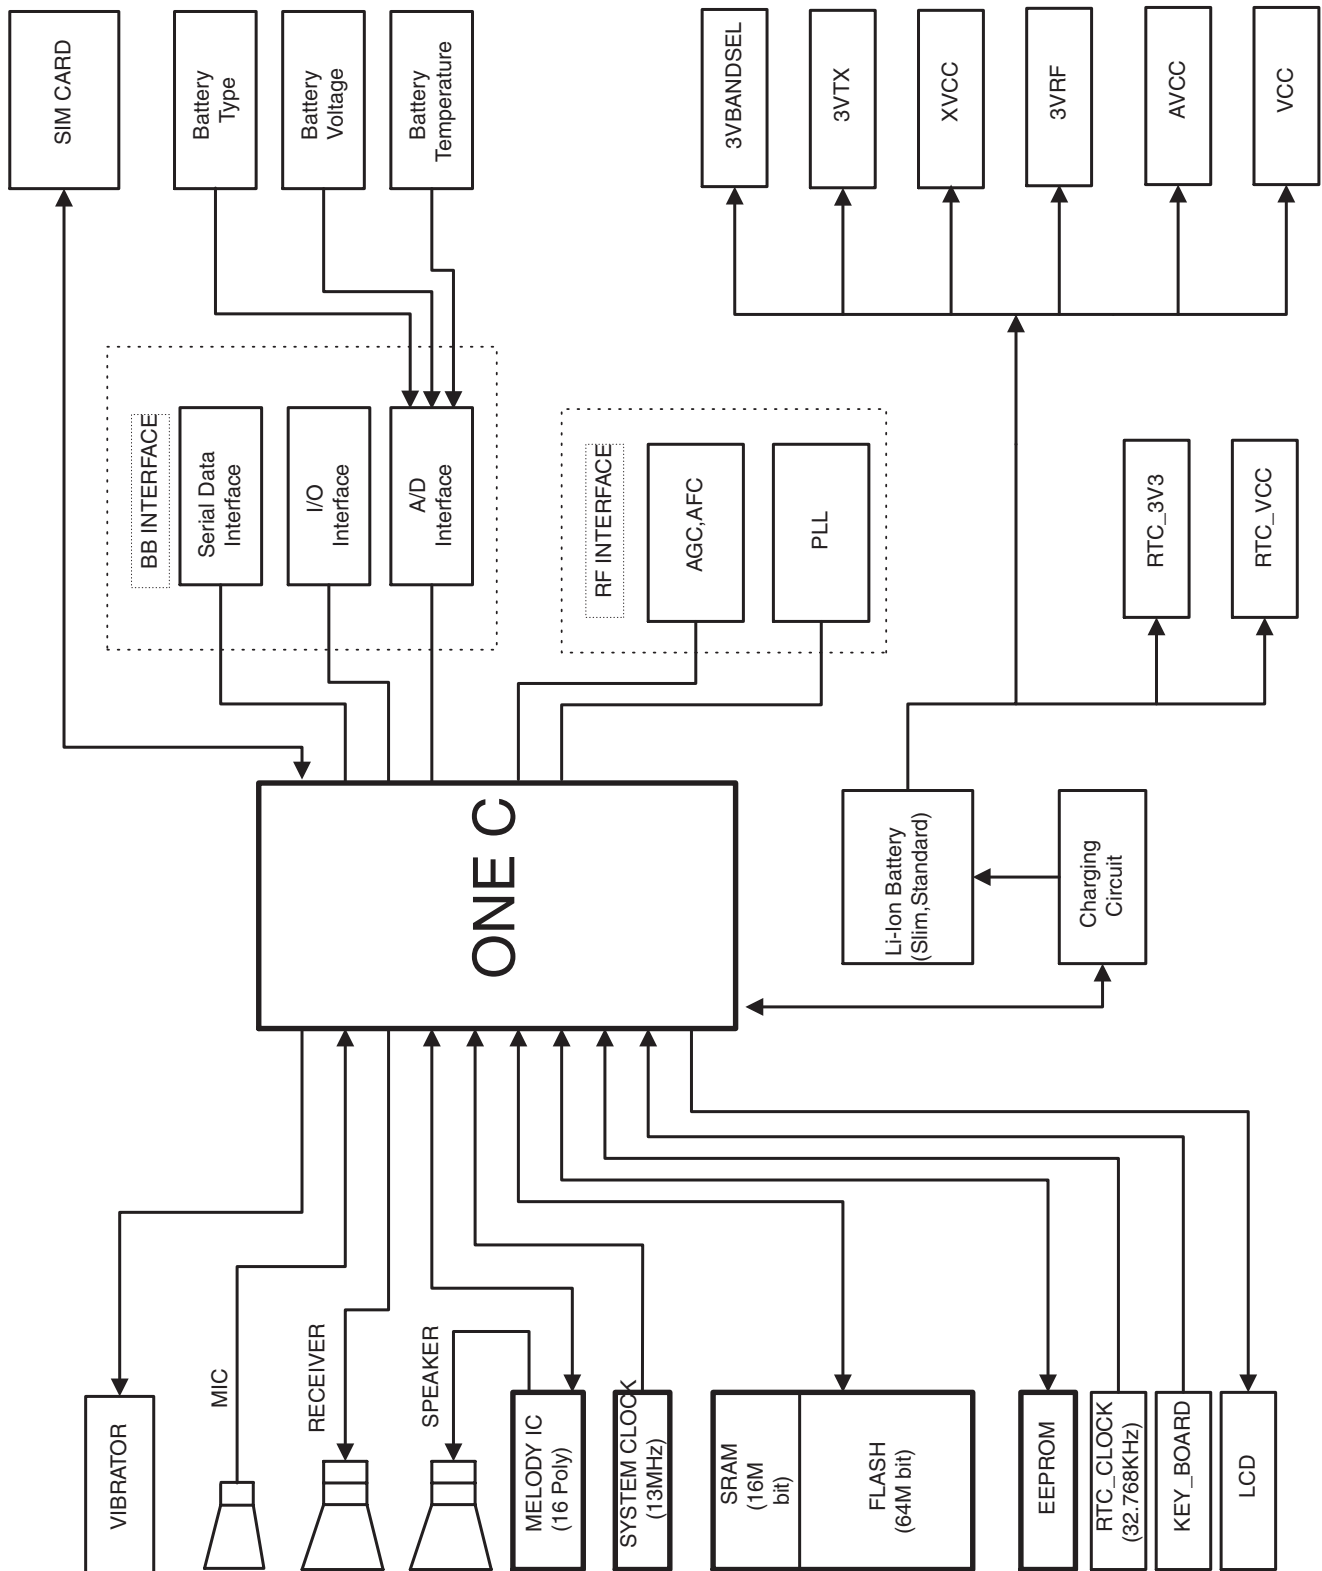 SIM CARD
Battery
Type
Battery
Voltage
Battery
Temperature
3VBANDSEL
3VTX
XVCC
3VRF
AVCC
VCC
BB INTERFACE
Serial Data
Interface
I/O
Interface
A/D
Interface
RF INTERFACE
AGC,AFC
PLL
RTC_3V3
RTC_VCC
ONE C
Li-Ion Battery
(Slim,Standard)
Charging
Circuit
VIBRATOR
MIC
RECEIVER
SPEAKER
MELODY IC
(16 Poly)
SYSTEM CLOCK
(13MHz)
SRAM
(16M
bit)
FLASH
(64M bit)
EEPROM
RTC_CLOCK
(32.768KHz)
KEY_BOARD
LCD